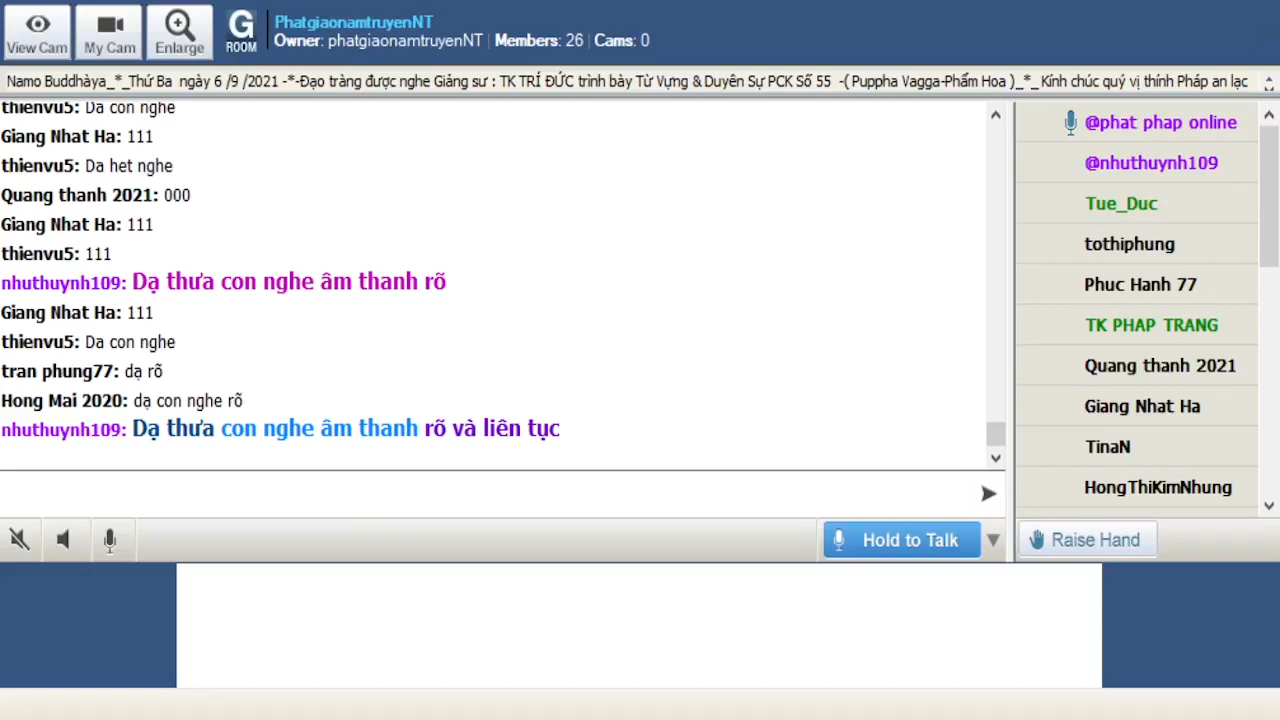 View Cam
My Cam
Enlarge
G
ROOM
PhatgiaonamtruyenNT
Owner: phatgiaonamtruyenNT | Members: 26 | Cams: 0
Namo Buddhàya_*_Thứ Ba ngày 6 /9 /2021 -*-Đạo tràng được nghe Giảng sư : TK TRÍ ĐỨC trình bày Từ Vựng & Duyên Sự PCK Số 55 -( Puppha Vagga-Phẩm Hoa )_*_ Kính chúc quý vị thính Pháp an lạc
thienvu5: Da con nghe
Giang Nhat Ha: 111
thienvu5: Da het nghe
Quang thanh 2021: 000
Giang Nhat Ha: 111
thienvu5: 111
nhuthuynh109: Dạ thưa con nghe âm thanh rõ
Giang Nhat Ha: 111
thienvu5: Da con nghe
tran phung77: dạ rõ
Hong Mai 2020: dạ con nghe rõ
nhuthuynh109: Dạ thưa con nghe âm thanh rõ và liên tục
@phat phap online
@nhuthuynh109
Tue_Duc
tothiphung
Phuc Hanh 77
TK PHAP TRANG
Quang thanh 2021
Giang Nhat Ha
TinaN
HongThiKimNhung
Hold to Talk
Raise Hand